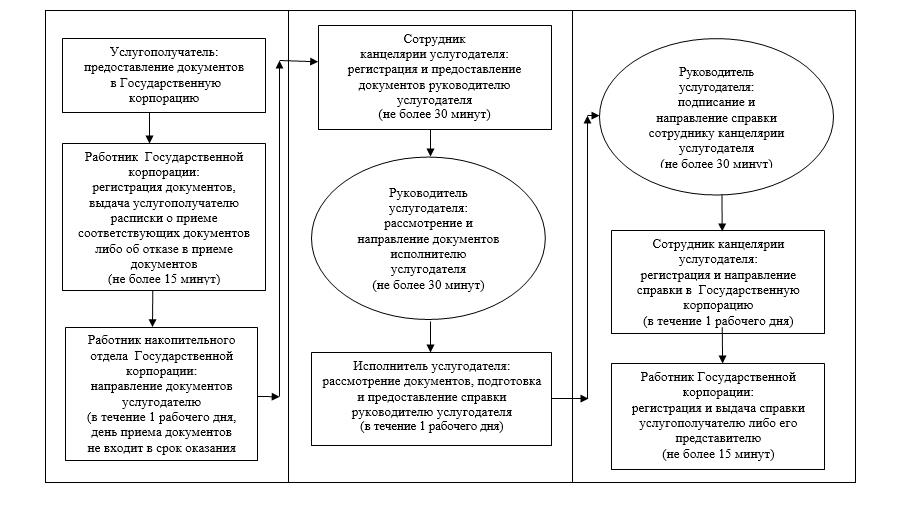 Услугополучатель:
предоставление документов
в Государственную
корпорацию
Работник Государственной
корпорации:
регистрация документов,
выдача услугополучателю
расписки о приеме
соответствующих документов
либо об отказе в приеме
документов
(не более 15 минут)
Работник накопительного
отдела Государственной
корпорации:
направление документов
услугодателю
(в течение 1 рабочего дня,
день приема документов
не входит в срок оказания
Сотрудник
канцелярии услугодателя:
регистрация и предоставление
документов руководителю
услугодателя
(не более 30 минут)
Руководитель
услугодателя:
рассмотрение и
направление документов
исполнителю
услугодателя
(не более 30 минут)
Исполнитель услугодателя:
рассмотрение документов, подготовка
и предоставление справки
руководителю услугодателя
(в течение 1 рабочего дня)
Руководитель
услугодателя:
подписание и
направление справки
сотруднику канцелярии
услугодателя
(не более 30 минут)
Сотрудник канцелярии
услугодателя:
регистрация и направление
справки в Государственную
корпорацию
(в течение 1 рабочего дня)
Работник Государственной
корпорации:
регистрация и выдача справки
услугополучателю либо его
представителю
(не более 15 минут)